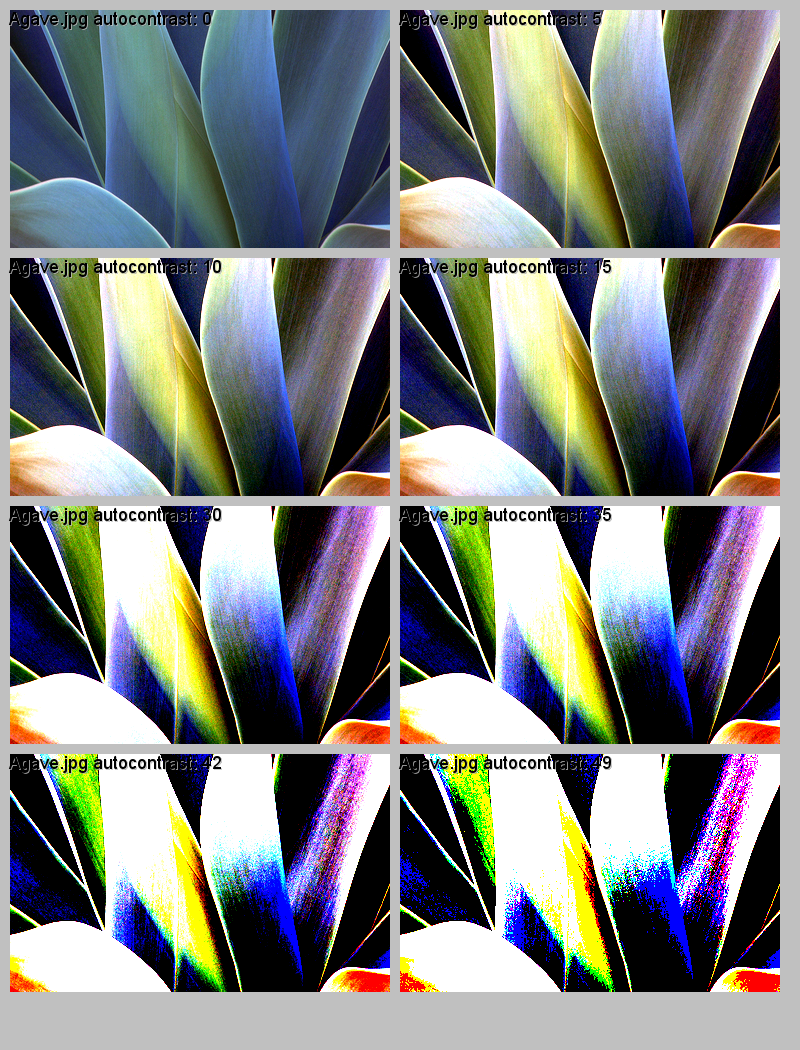 Agave.jpg autocontrast: 0
Agave.jpg autocontrast: 5
Agave.jpg autocontrast: 10
Agave.jpg autocontrast: 15
Agave.jpg autocontrast: 30
Agave.jpg autocontrast: 35
Agave.jpg autocontrast: 42
Agave.jpg autocontrast: 49